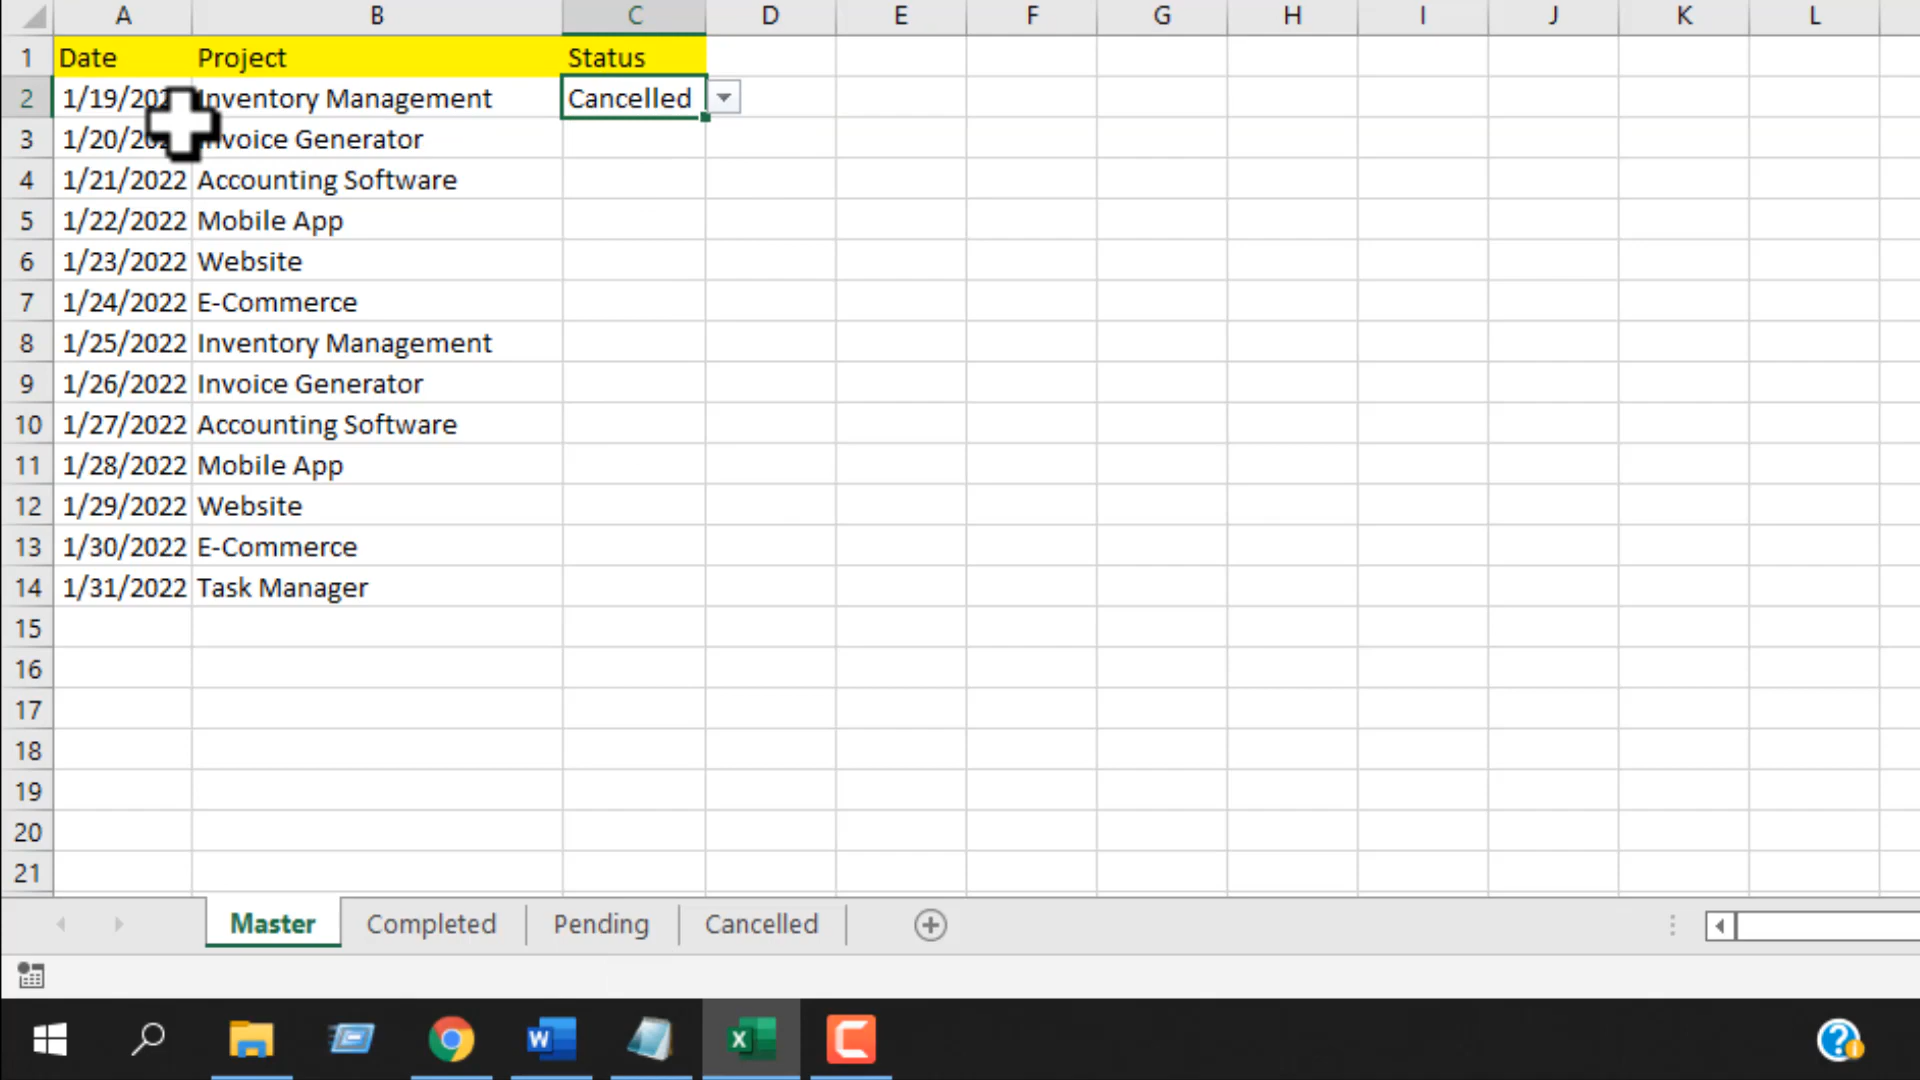 A B C D E F G H I J K L
1 Date Project Status
2 1/19/202 Inventory Management Cancelled
3 1/20/20 Invoice Generator
4 1/21/2022 Accounting Software
5 1/22/2022 Mobile App
6 1/23/2022 Website
7 1/24/2022 E-Commerce
8 1/25/2022 Inventory Management
9 1/26/2022 Invoice Generator
10 1/27/2022 Accounting Software
11 1/28/2022 Mobile App
12 1/29/2022 Website
13 1/30/2022 E-Commerce
14 1/31/2022 Task Manager
15
16
17
18
19
20
21
Master Completed Pending Cancelled
W X C ?